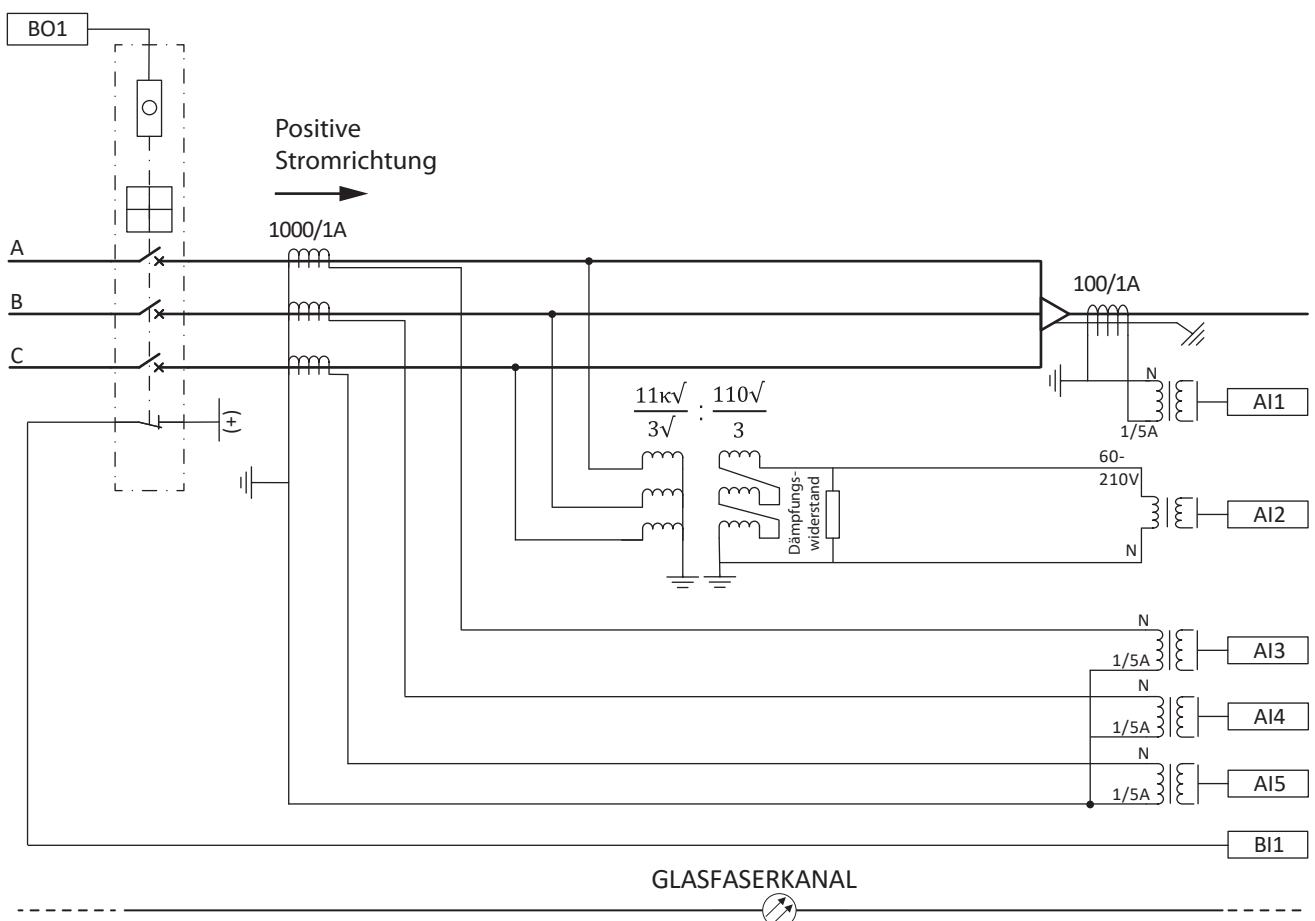 BO1
Positive
Stromrichtung
1000/1A
A
B
C
100/1A
N
1/5A
AI1
(+)
11κ√
3√
:
110√
3
Dämpfungs-
widerstand
60-
210V
N
AI2
N
1/5A
AI3
N
1/5A
AI4
N
1/5A
AI5
BI1
GLASFASERKANAL